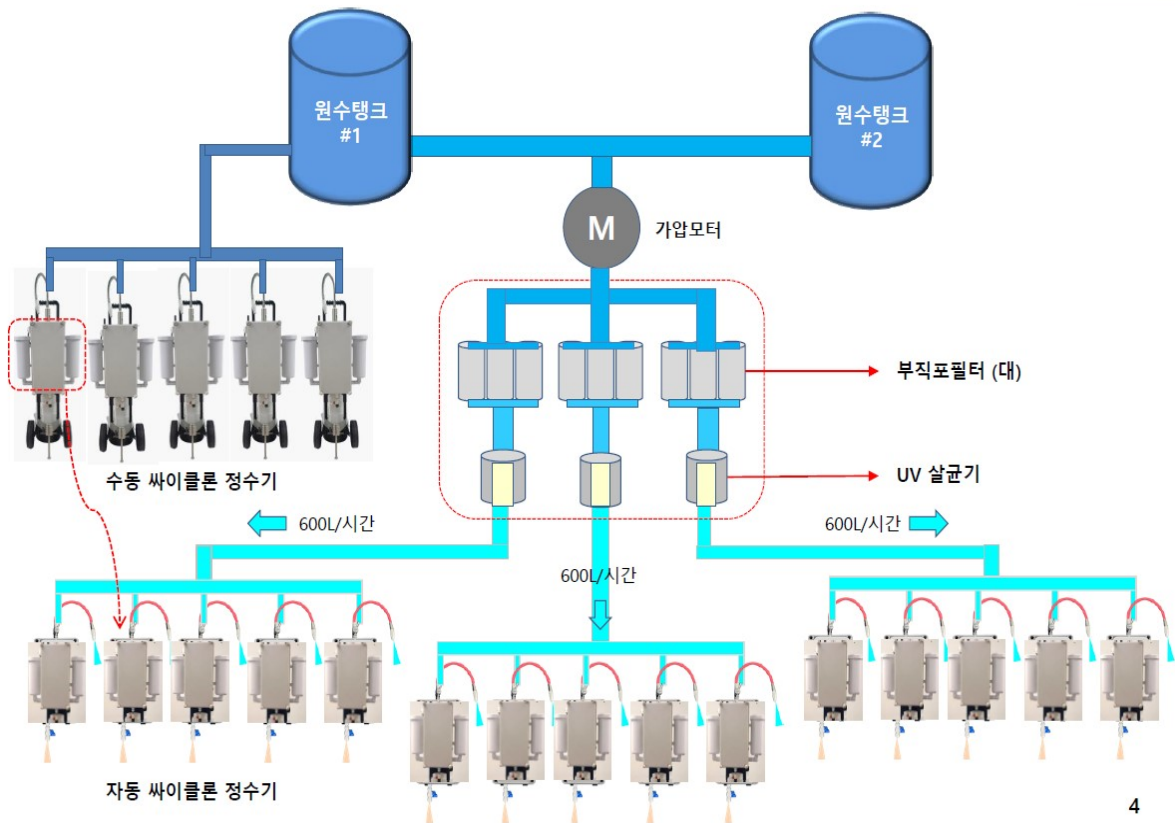 원수탱크
#1
원수탱크
#2
M
가압모터
부직포필터 (대)
수동 싸이클론 정수기
UV 살균기
600L/시간
600L/시간
600L/시간
자동 싸이클론 정수기
4